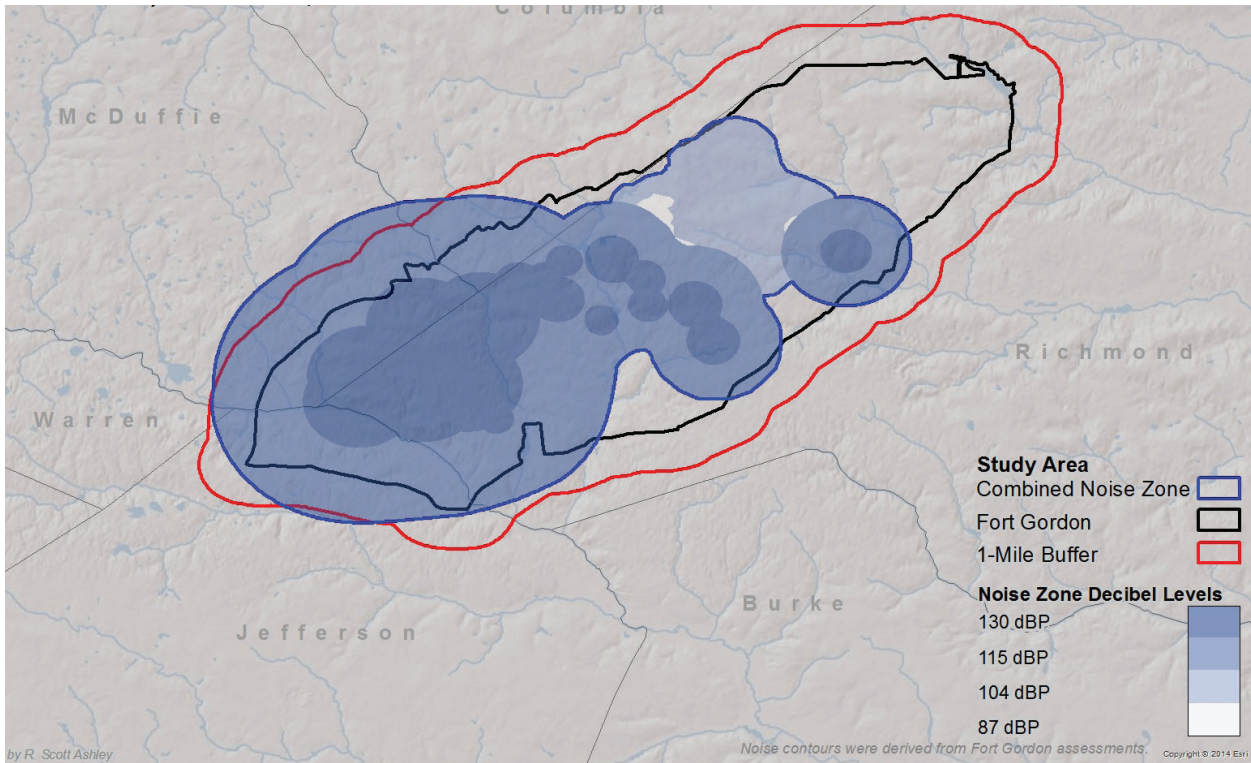 Columbia
McDuffie
Richmond
Warren
Study Area
Combined Noise Zone
Fort Gordon
1-Mile Buffer
Noise Zone Decibel Levels
Burke
130 dBP
Jefferson
115 dBP
104 dBP
87 dBP
by R. Scott Ashley
Noise contours were derived from Fort Gordon assessments.
Copyright © 2014 Esri